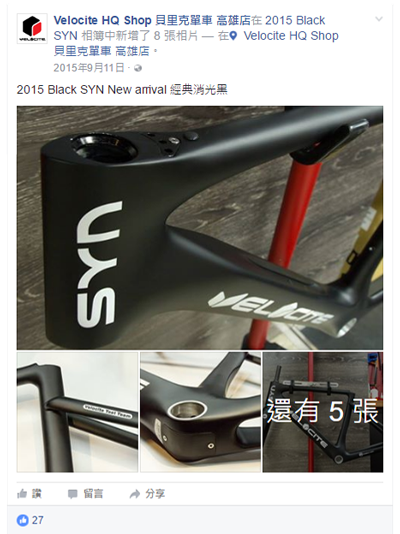 Velocite HQ Shop 貝里克單車 高雄店在 2015 Black
SYN 相簿中新增了 8 張相片 — 在 Velocite HQ Shop
貝里克單車 高雄店。
2015年9月11日 ·
2015 Black SYN New arrival 經典消光黑
VELOCITE
SYN
VELOCITE
Velocite Test Team
還有 5 張
VELOCITE
讚 留言 分享
27